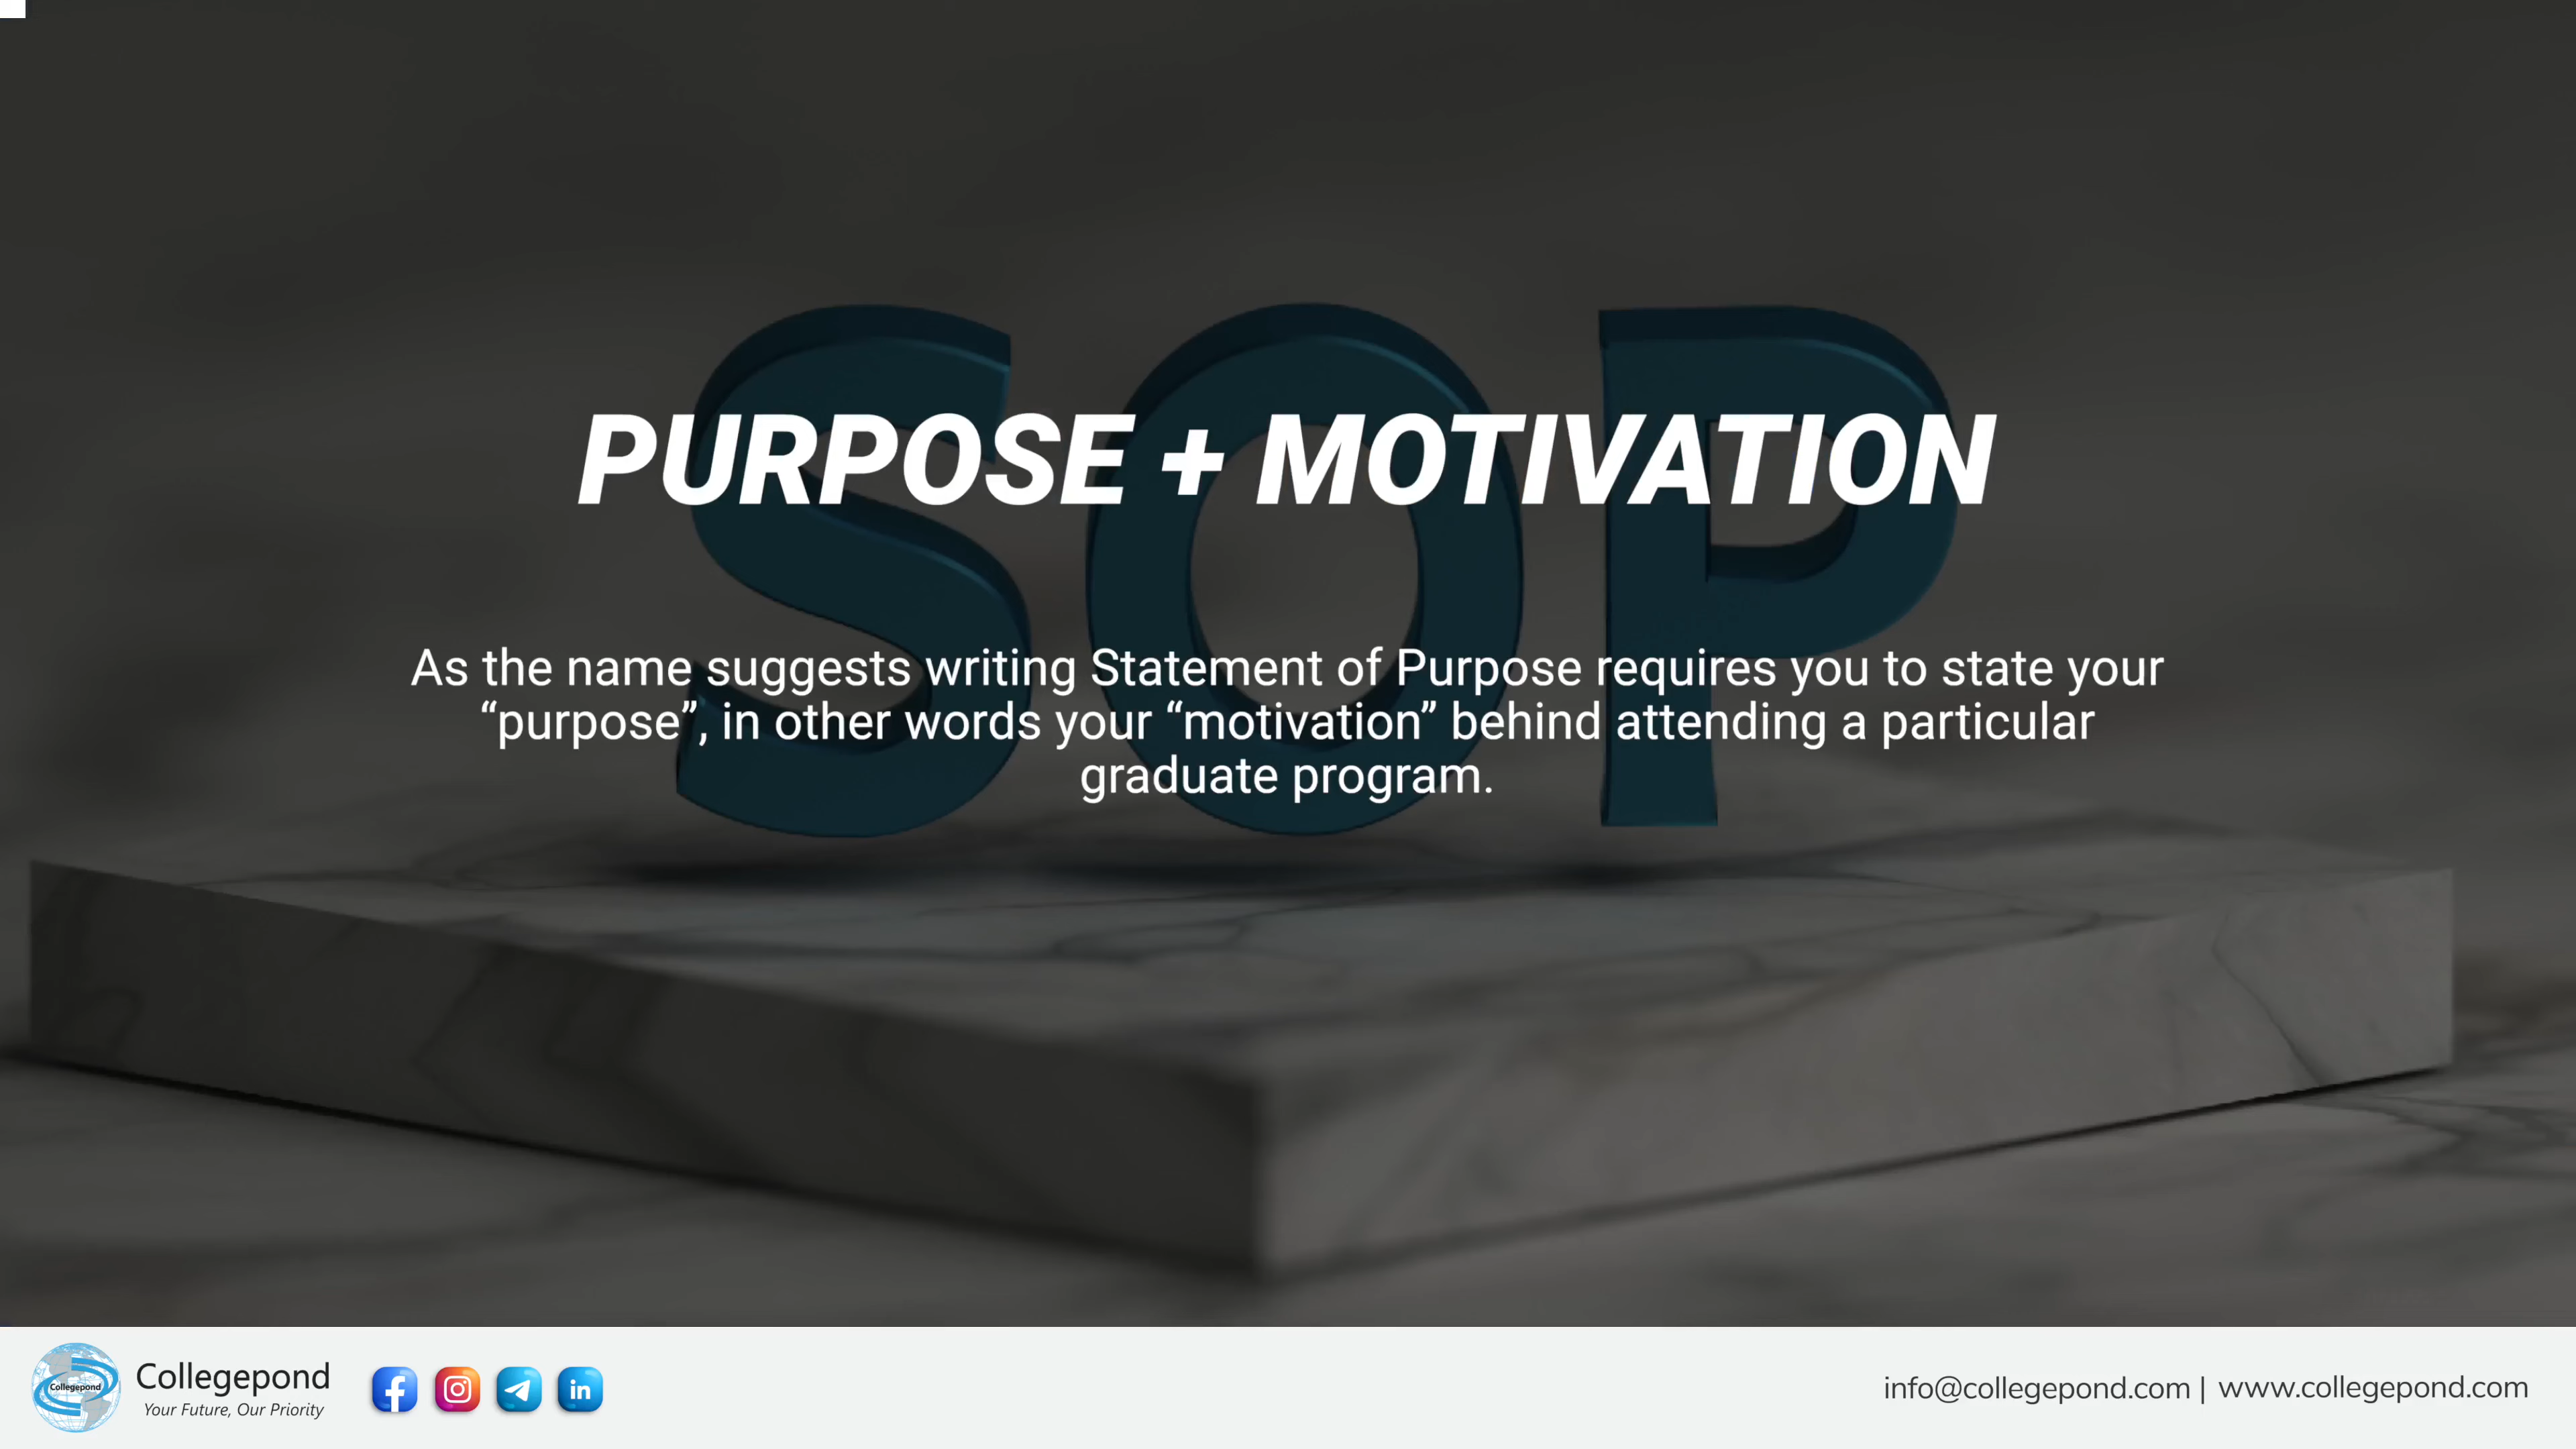 SOP
PURPOSE + MOTIVATION
As the name suggests writing Statement of Purpose requires you to state your
“purpose”, in other words your “motivation” behind attending a particular
graduate program.
Collegepond
Collegepond
Your Future, Our Priority
info@collegepond.com | www.collegepond.com